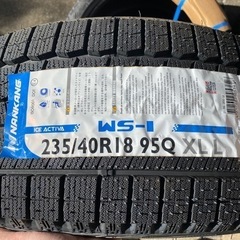 NANKANG
ICE ACTIVA
WS-1
235/40R18 95Q XL L